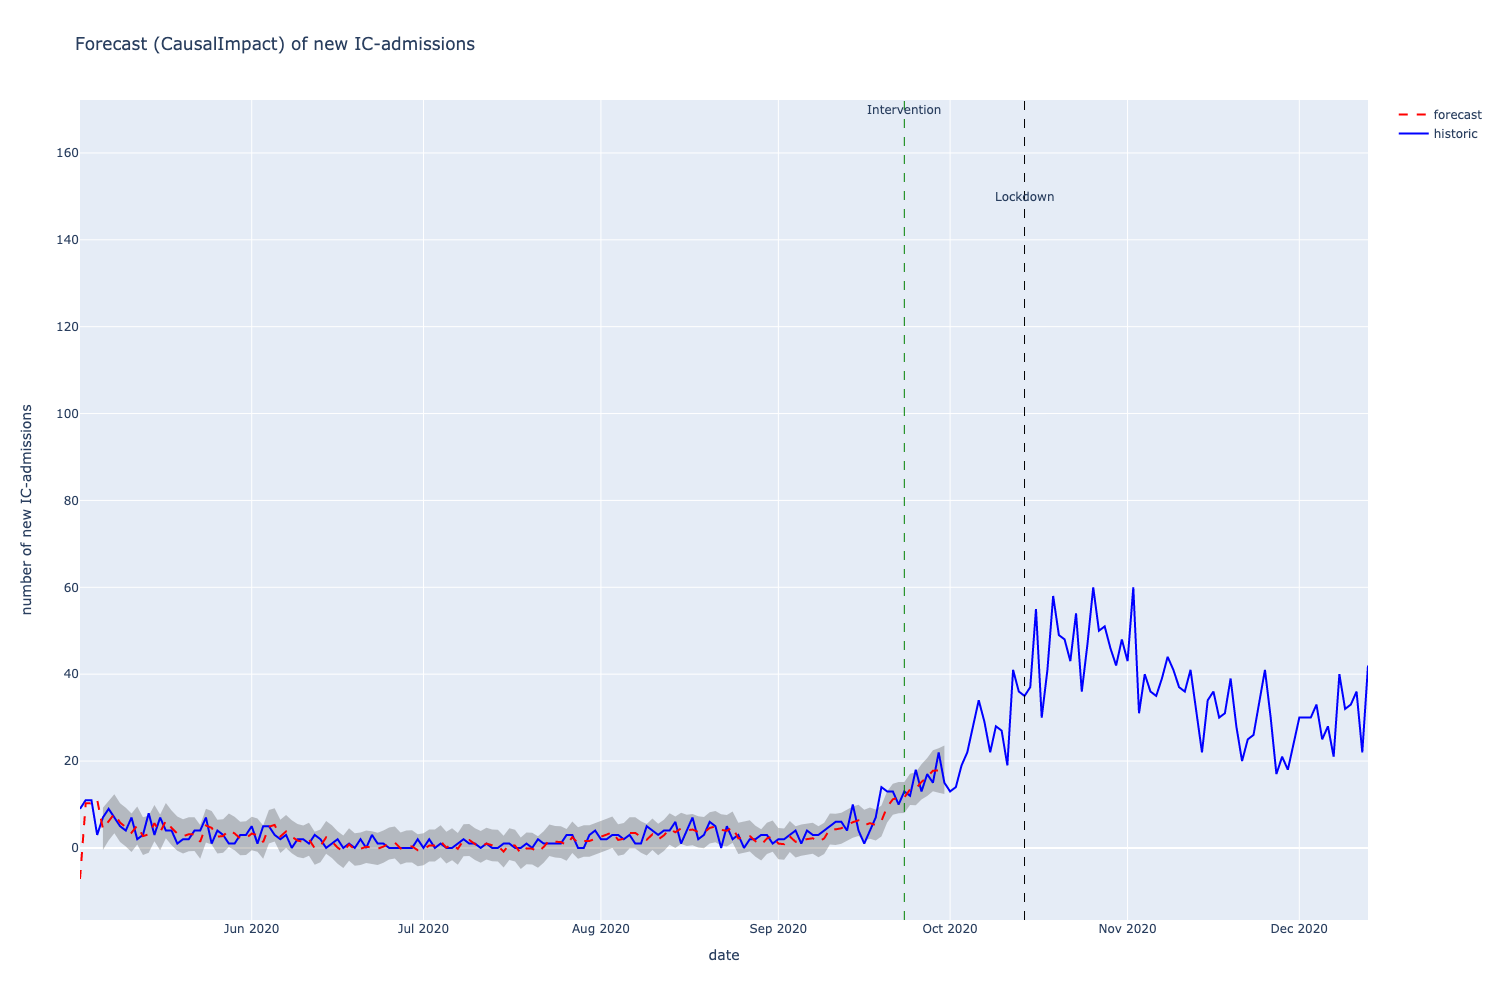 Forecast (CausalImpact) of new IC-admissions
Intervention
Lockdown
forecast
historic
number of new IC-admissions
160
140
120
100
80
60
40
20
0
Jun 2020
Jul 2020
Aug 2020
Sep 2020
Oct 2020
Nov 2020
Dec 2020
date